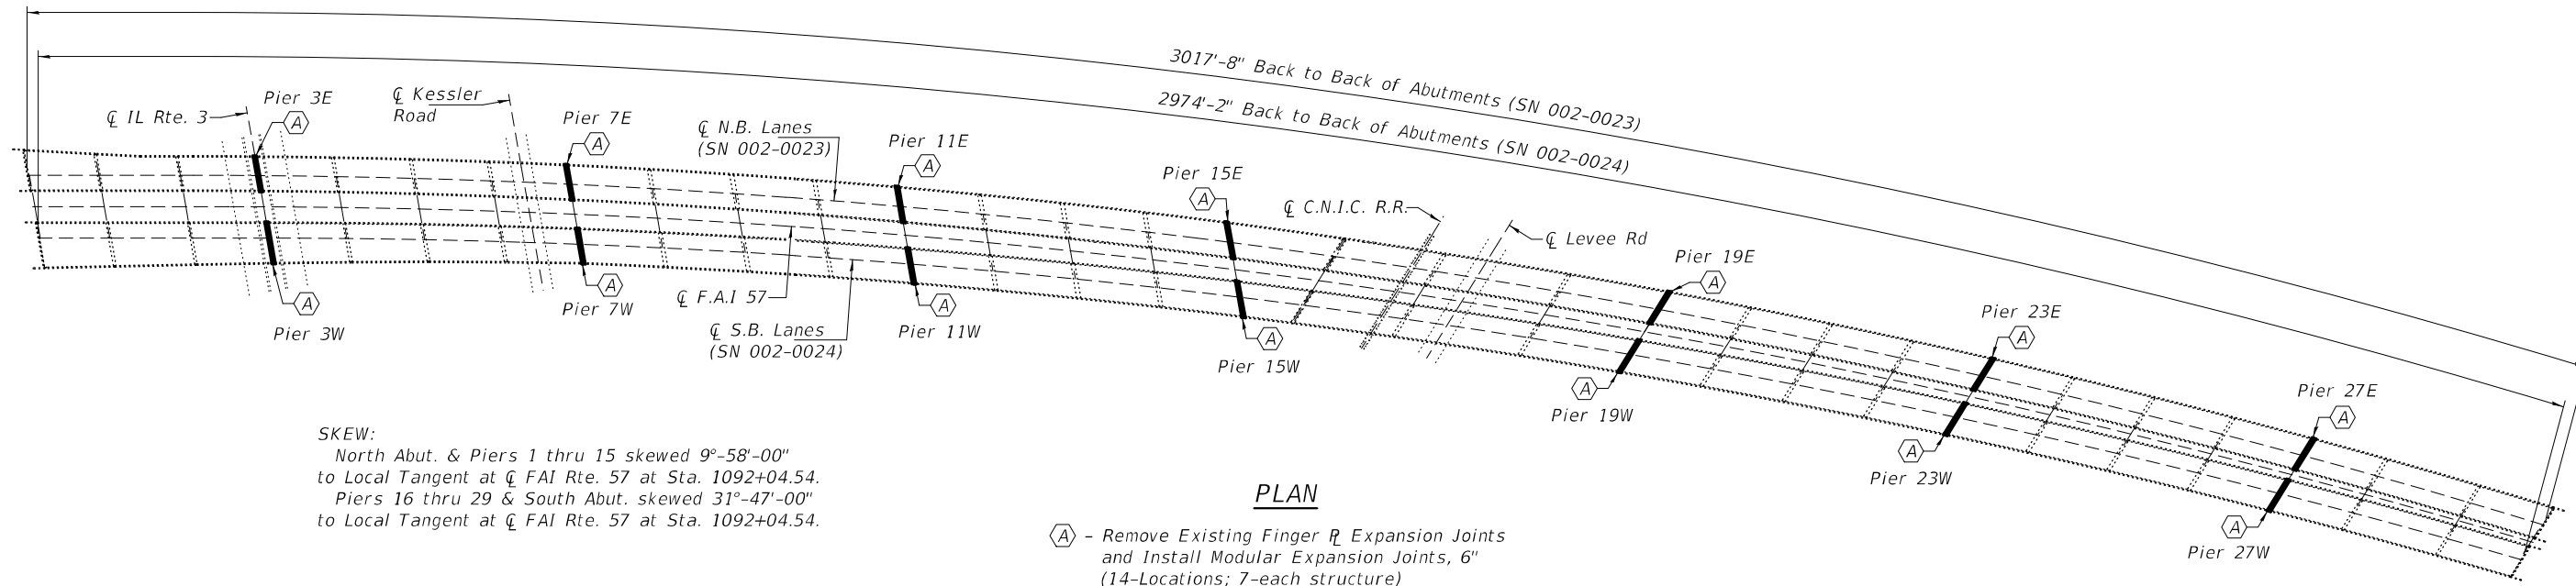 3017'-8" Back to Back of Abutments (SN 002-0023)
2974'-2" Back to Back of Abutments (SN 002-0024)
℄ IL Rte. 3
Pier 3E
A
℄ Kessler
Road
Pier 7E
A
℄ N.B. Lanes
(SN 002-0023)
Pier 11E
A
Pier 15E
A
℄ C.N.I.C. R.R.
℄ Levee Rd
Pier 19E
A
Pier 23E
A
Pier 27E
A
A
Pier 3W
A
Pier 7W
℄ F.A.I 57
℄ S.B. Lanes
(SN 002-0024)
A
Pier 11W
A
Pier 15W
A
Pier 19W
A
Pier 23W
A
Pier 27W
SKEW:
North Abut. & Piers 1 thru 15 skewed 9°-58'-00"
to Local Tangent at ℄ FAI Rte. 57 at Sta. 1092+04.54.
Piers 16 thru 29 & South Abut. skewed 31°-47'-00"
to Local Tangent at ℄ FAI Rte. 57 at Sta. 1092+04.54.
PLAN
A - Remove Existing Finger P̲L Expansion Joints
and Install Modular Expansion Joints, 6"
(14-Locations; 7-each structure)